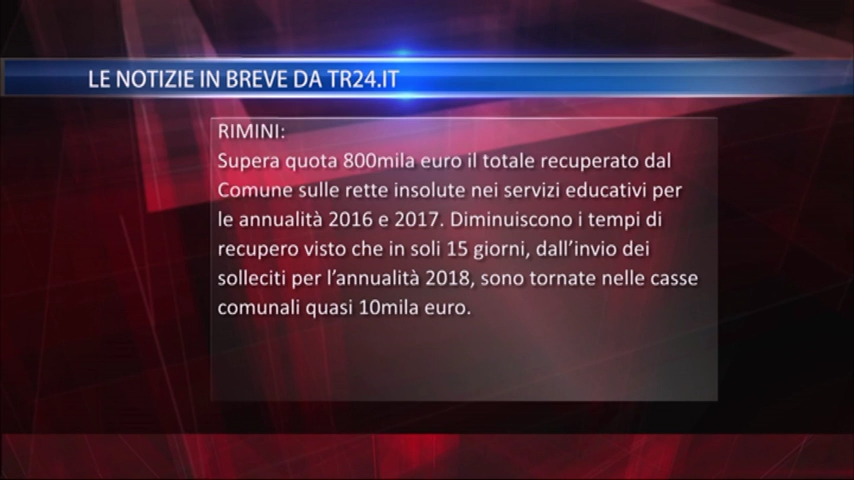 LE NOTIZIE IN BREVE DA TR24.IT
RIMINI:
Supera quota 800mila euro il totale recuperato dal
Comune sulle rette insolute nei servizi educativi per
le annualità 2016 e 2017. Diminuiscono i tempi di
recupero visto che in soli 15 giorni, dall’invio dei
solleciti per l’annualità 2018, sono tornate nelle casse
comunali quasi 10mila euro.